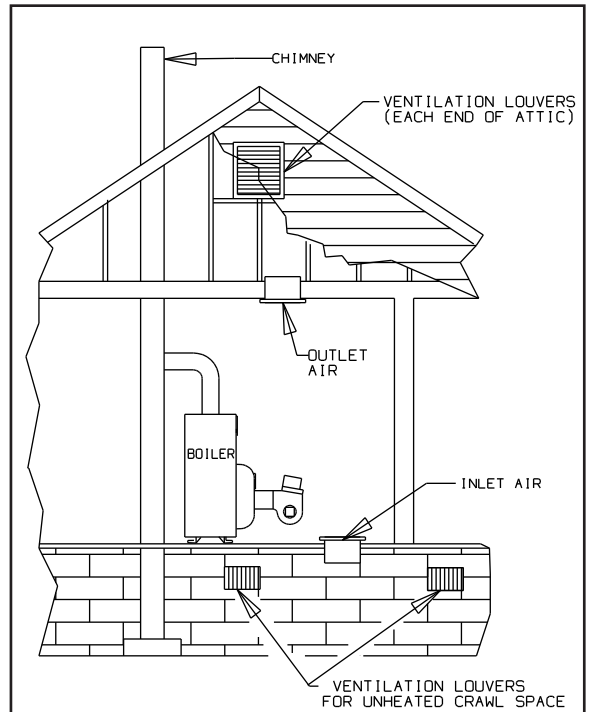 CHIMNEY
VENTILATION LOUVERS
(EACH END OF ATTIC)
OUTLET
AIR
BOILER
INLET AIR
VENTILATION LOUVERS
FOR UNHEATED CRAWL SPACE